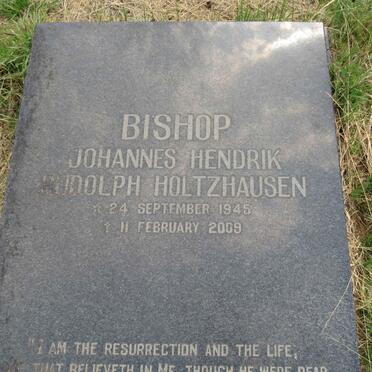 BISHOP
JOHANNES HENDRIK
RUDOLPH HOLTZHAUSEN
☆ 24 SEPTEMBER 1945
✝ 11 FEBRUARY 2009
"I AM THE RESURRECTION AND THE LIFE,
THAT BELIEVETH IN ME, THOUGH HE WERE DEAD